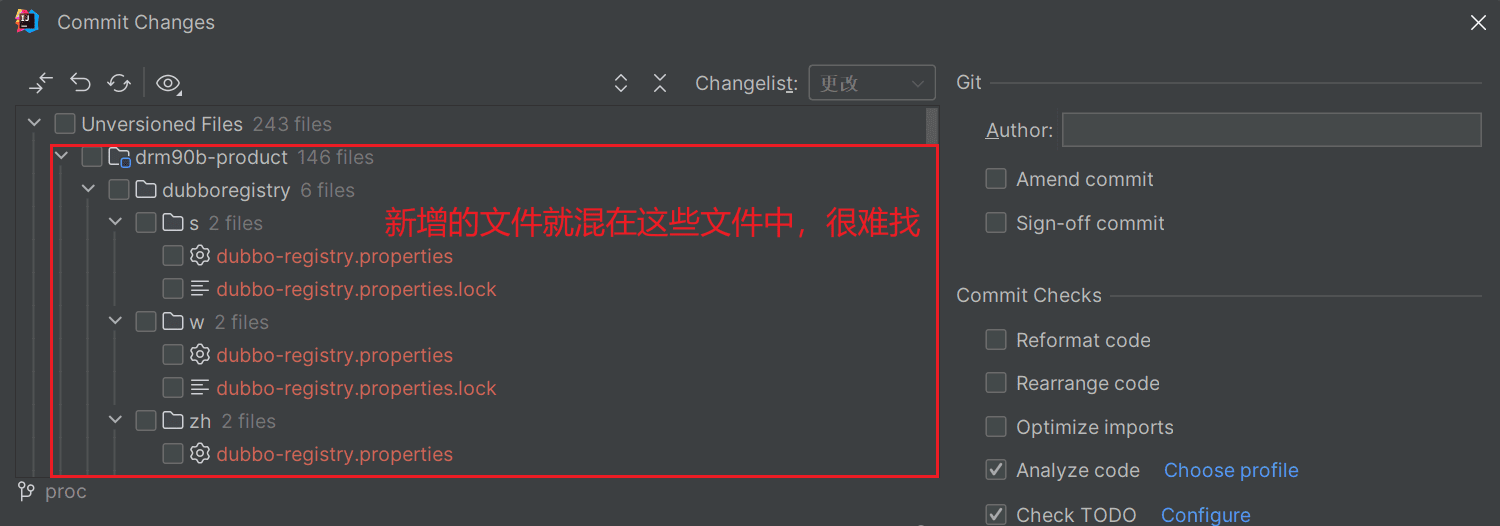 Commit Changes
Changelist: 更改
Git
Unversioned Files 243 files
Author:
drm90b-product 146 files
dubboregistry 6 files
Amend commit
s 2 files
新增的文件就混在这些文件中，很难找
Sign-off commit
dubbo-registry.properties
dubbo-registry.properties.lock
Commit Checks
w 2 files
Reformat code
dubbo-registry.properties
Rearrange code
dubbo-registry.properties.lock
zh 2 files
Optimize imports
dubbo-registry.properties
Analyze code Choose profile
proc
Check TODO Configure